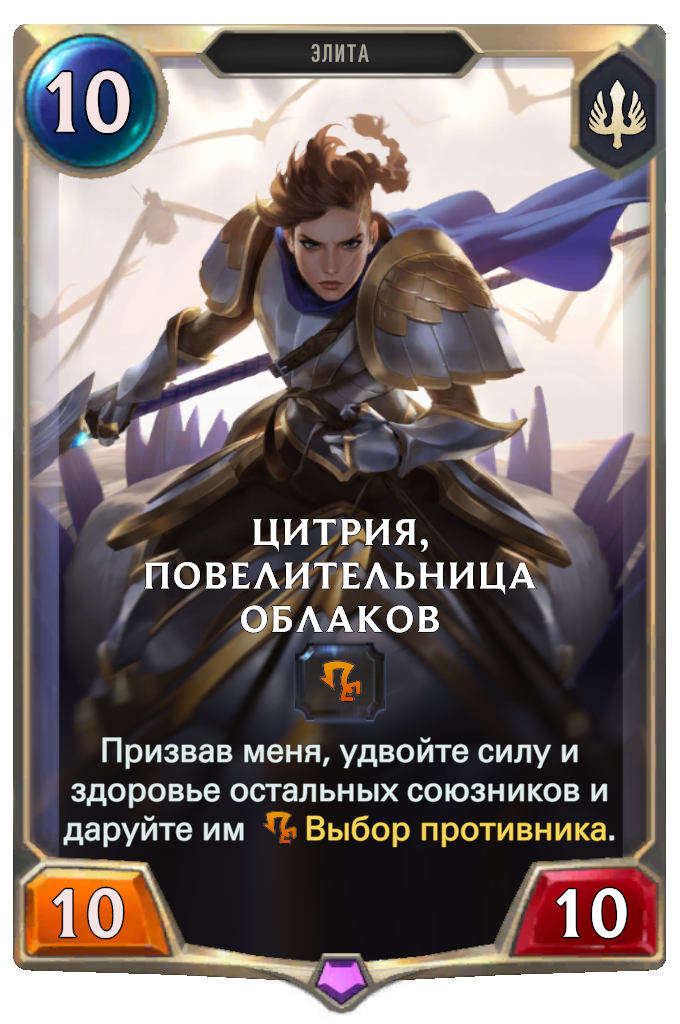 10
ЭЛИТА
ЦИТРИЯ,
ПОВЕЛИТЕЛЬНИЦА
ОБЛАКОВ
Призвав меня, удвойте силу и
здоровье остальных союзников и
даруйте им Выбор противника.
10
10